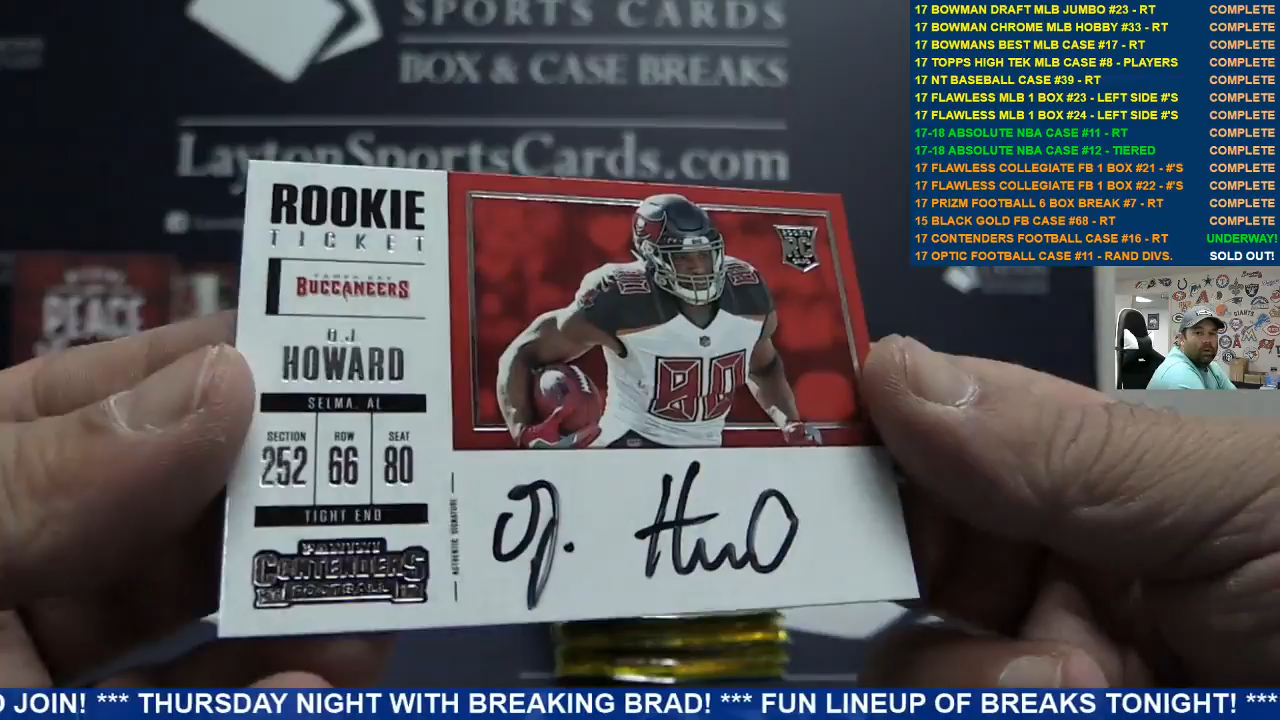 SPORTS CARDS
BOX & CASE BREAKS
LaytonSportsCards.com
ROOKIE
TICKET
TAMPA BAY
BUCCANEERS
O.J.
HOWARD
SELMA, AL
SECTION ROW SEAT
252 66 80
TIGHT END
PANINI
CONTENDERS
FOOTBALL
RC
80
AUTHENTIC SIGNATURE
PEACE
17 BOWMAN DRAFT MLB JUMBO #23 - RT COMPLETE
17 BOWMAN CHROME MLB HOBBY #33 - RT COMPLETE
17 BOWMANS BEST MLB CASE #17 - RT COMPLETE
17 TOPPS HIGH TEK MLB CASE #8 - PLAYERS COMPLETE
17 NT BASEBALL CASE #39 - RT COMPLETE
17 FLAWLESS MLB 1 BOX #23 - LEFT SIDE #'S COMPLETE
17 FLAWLESS MLB 1 BOX #24 - LEFT SIDE #'S COMPLETE
17-18 ABSOLUTE NBA CASE #11 - RT COMPLETE
17-18 ABSOLUTE NBA CASE #12 - TIERED COMPLETE
17 FLAWLESS COLLEGIATE FB 1 BOX #21 - #'S COMPLETE
17 FLAWLESS COLLEGIATE FB 1 BOX #22 - #'S COMPLETE
17 PRIZM FOOTBALL 6 BOX BREAK #7 - RT COMPLETE
15 BLACK GOLD FB CASE #68 - RT COMPLETE
17 CONTENDERS FOOTBALL CASE #16 - RT UNDERWAY!
17 OPTIC FOOTBALL CASE #11 - RAND DIVS. SOLD OUT!
GIANTS
JOIN! *** THURSDAY NIGHT WITH BREAKING BRAD! *** FUN LINEUP OF BREAKS TONIGHT! ***